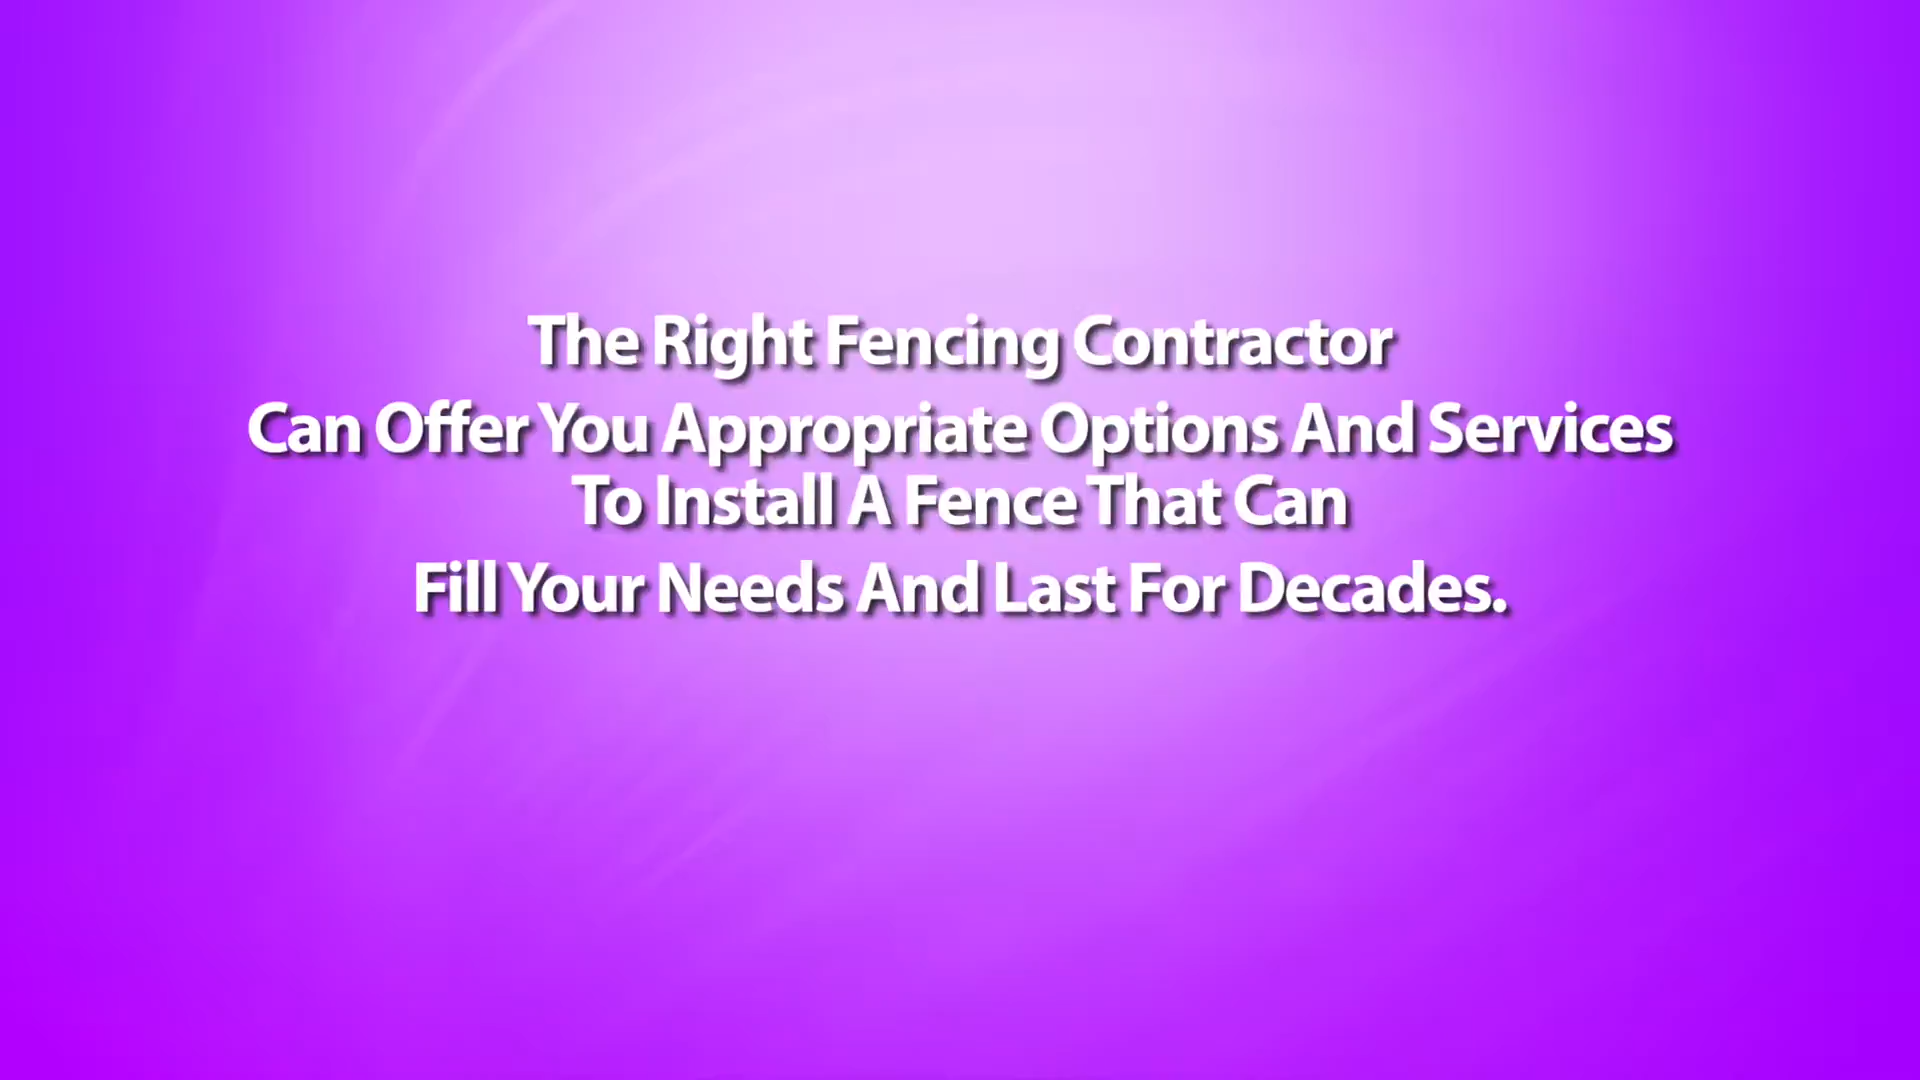 The Right Fencing Contractor
Can Offer You Appropriate Options And Services
To Install A Fence That Can
Fill Your Needs And Last For Decades.